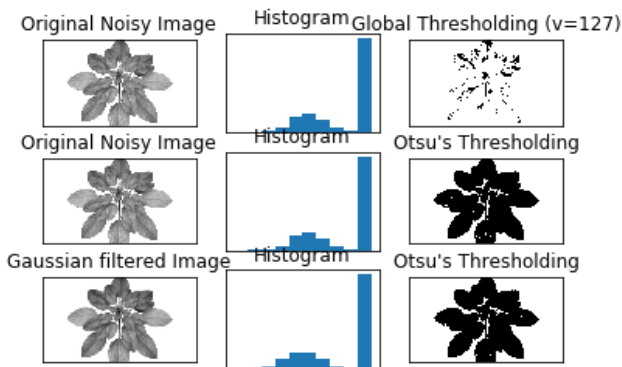 Original Noisy Image
Histogram
Global Thresholding (v=127)
Original Noisy Image
Histogram
Otsu's Thresholding
Gaussian filtered Image
Histogram
Otsu's Thresholding